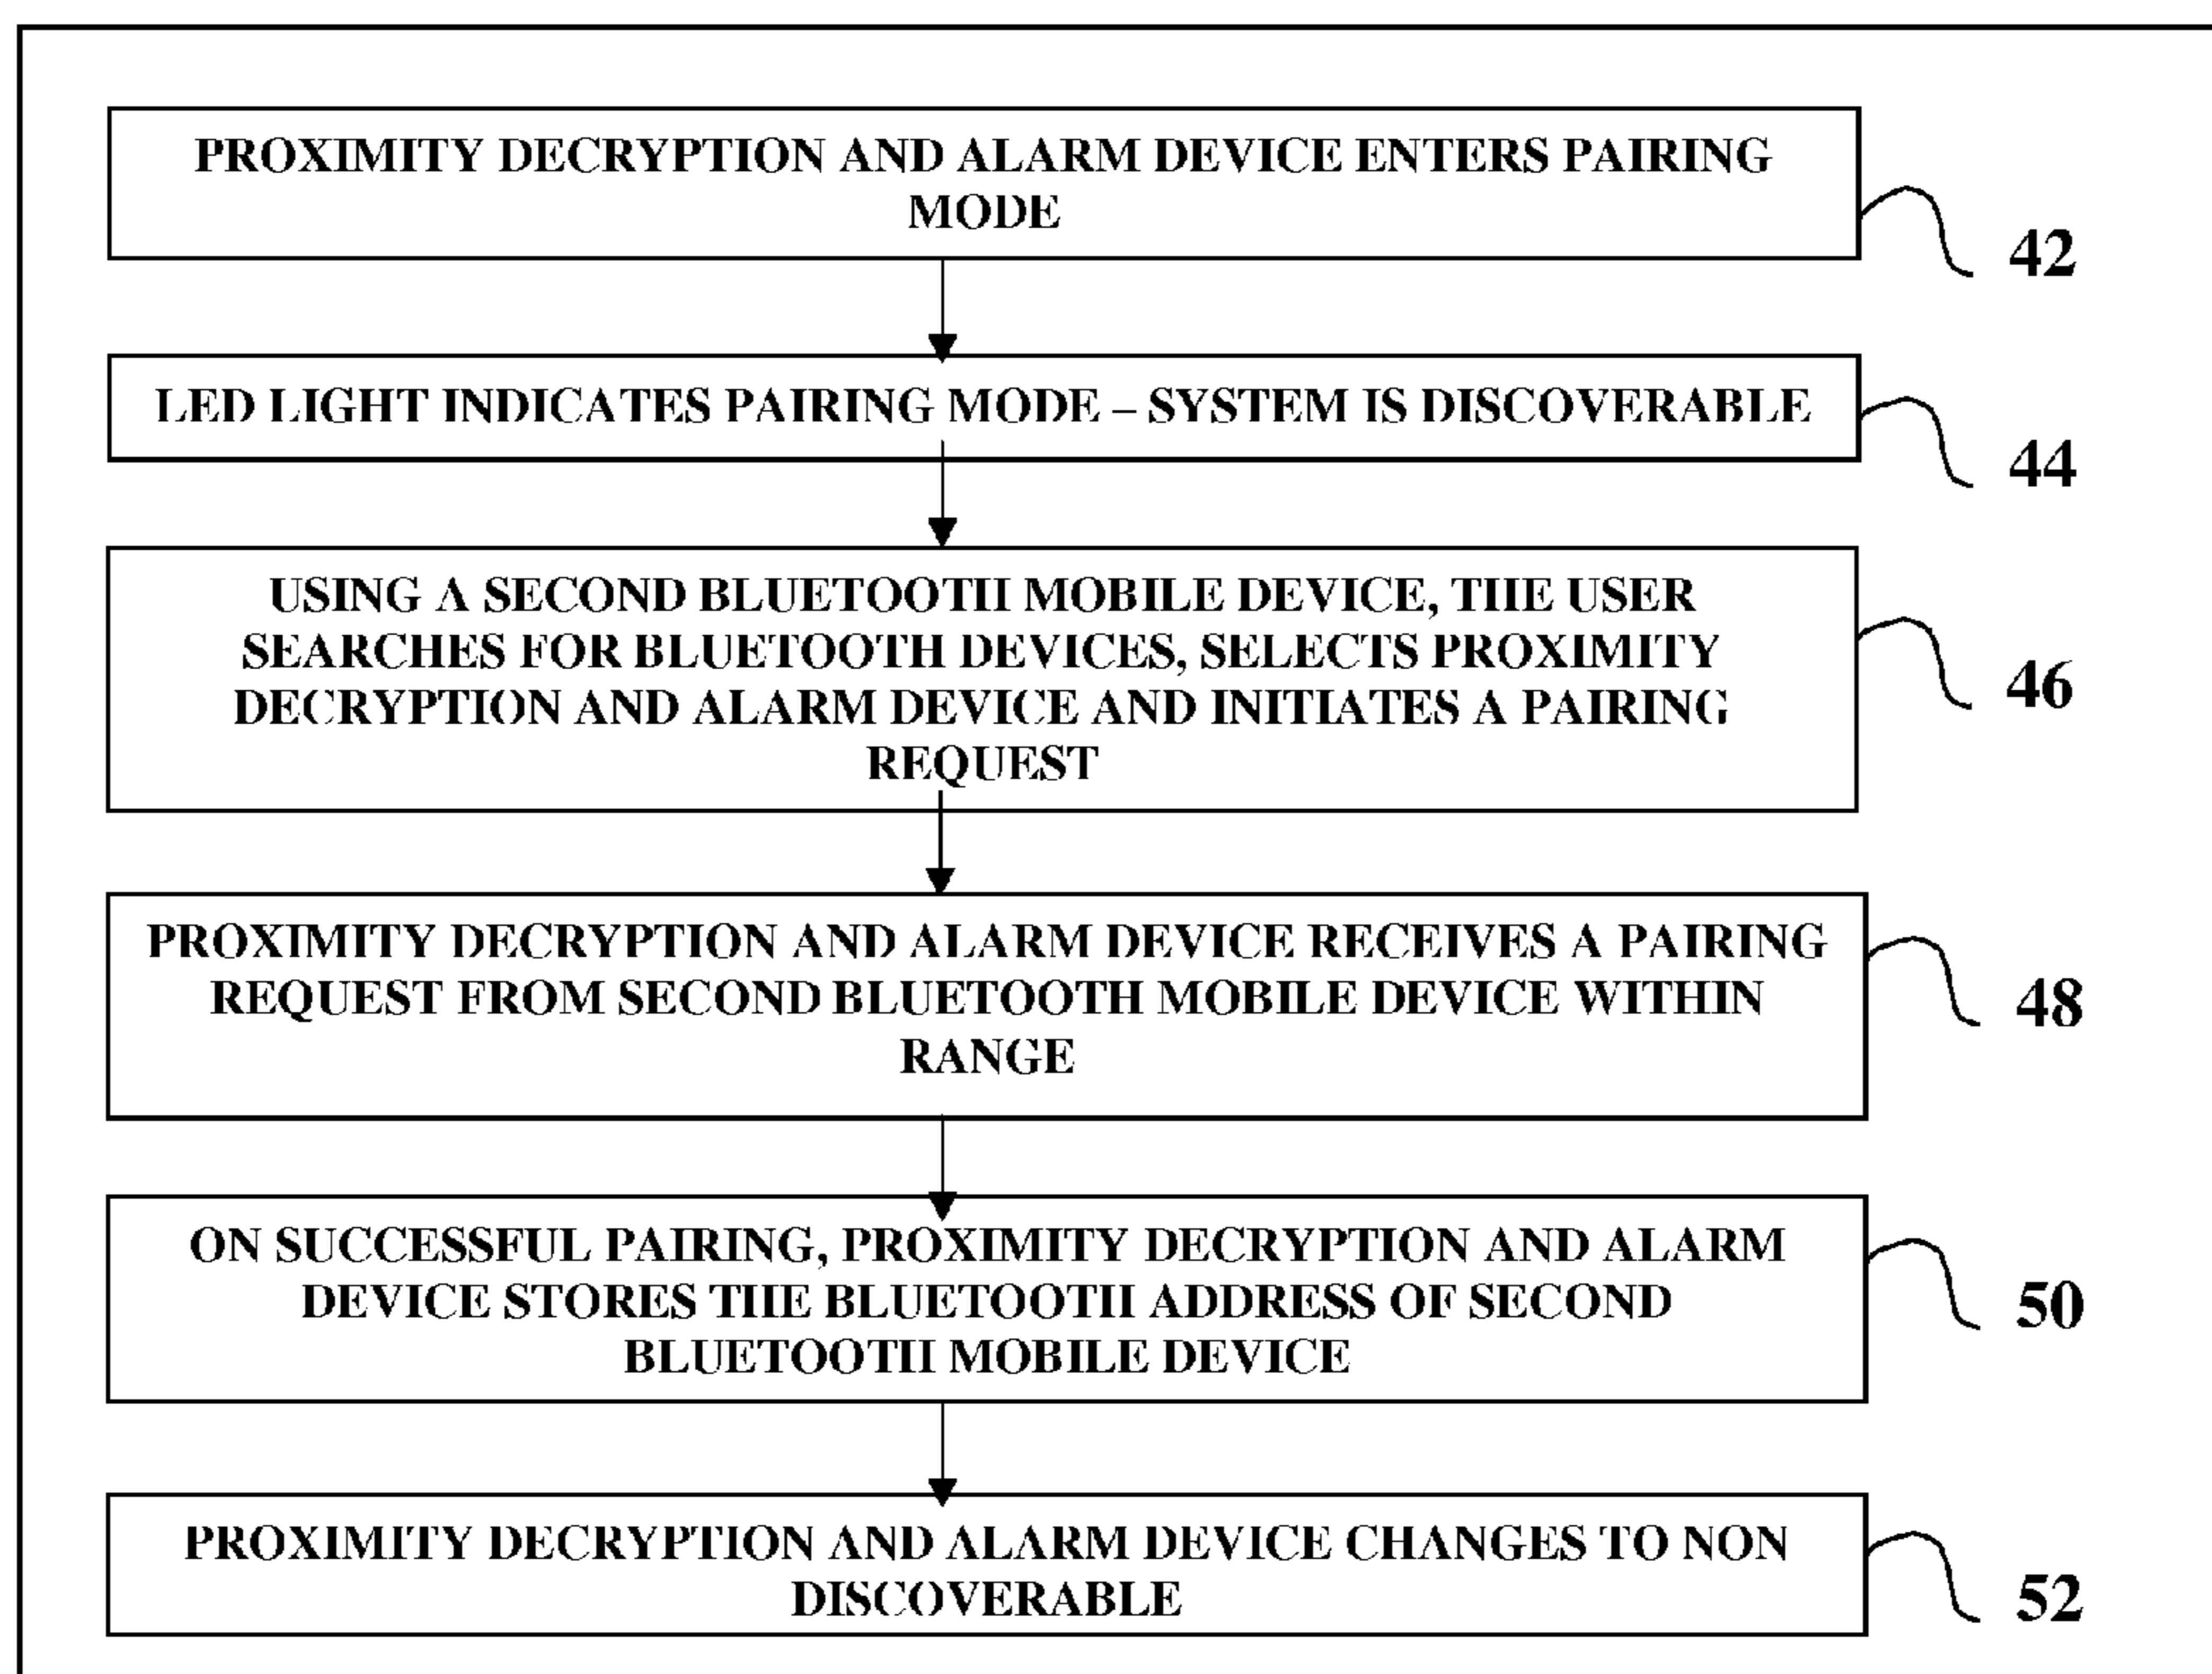 PROXIMITY DECRYPTION AND ALARM DEVICE ENTERS PAIRING
MODE
42
LED LIGHT INDICATES PAIRING MODE – SYSTEM IS DISCOVERABLE
44
USING A SECOND BLUETOOTH MOBILE DEVICE, THE USER
SEARCHES FOR BLUETOOTH DEVICES, SELECTS PROXIMITY
DECRYPTION AND ALARM DEVICE AND INITIATES A PAIRING
REQUEST
46
PROXIMITY DECRYPTION AND ALARM DEVICE RECEIVES A PAIRING
REQUEST FROM SECOND BLUETOOTH MOBILE DEVICE WITHIN
RANGE
48
ON SUCCESSFUL PAIRING, PROXIMITY DECRYPTION AND ALARM
DEVICE STORES THE BLUETOOTH ADDRESS OF SECOND
BLUETOOTH MOBILE DEVICE
50
PROXIMITY DECRYPTION AND ALARM DEVICE CHANGES TO NON
DISCOVERABLE
52